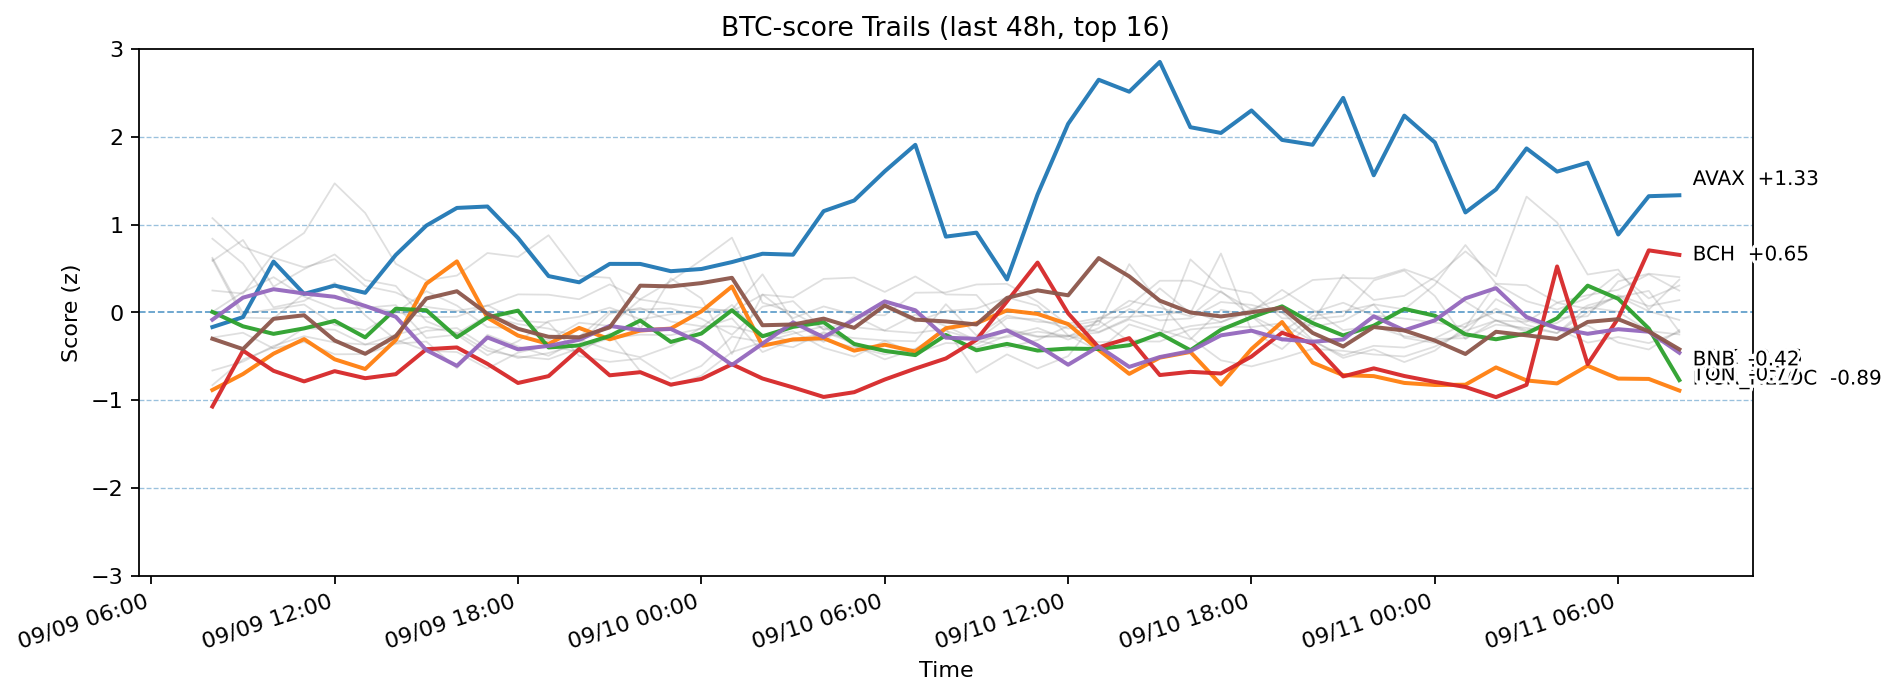 BTC-score Trails (last 48h, top 16)
3
2
1
0
−1
−2
−3
Score (z)
AVAX +1.33
BCH +0.65
BNB -0.42
TON
-0.89
09/09 06:00
09/09 12:00
09/09 18:00
09/10 00:00
09/10 06:00
09/10 12:00
09/10 18:00
09/11 00:00
09/11 06:00
Time